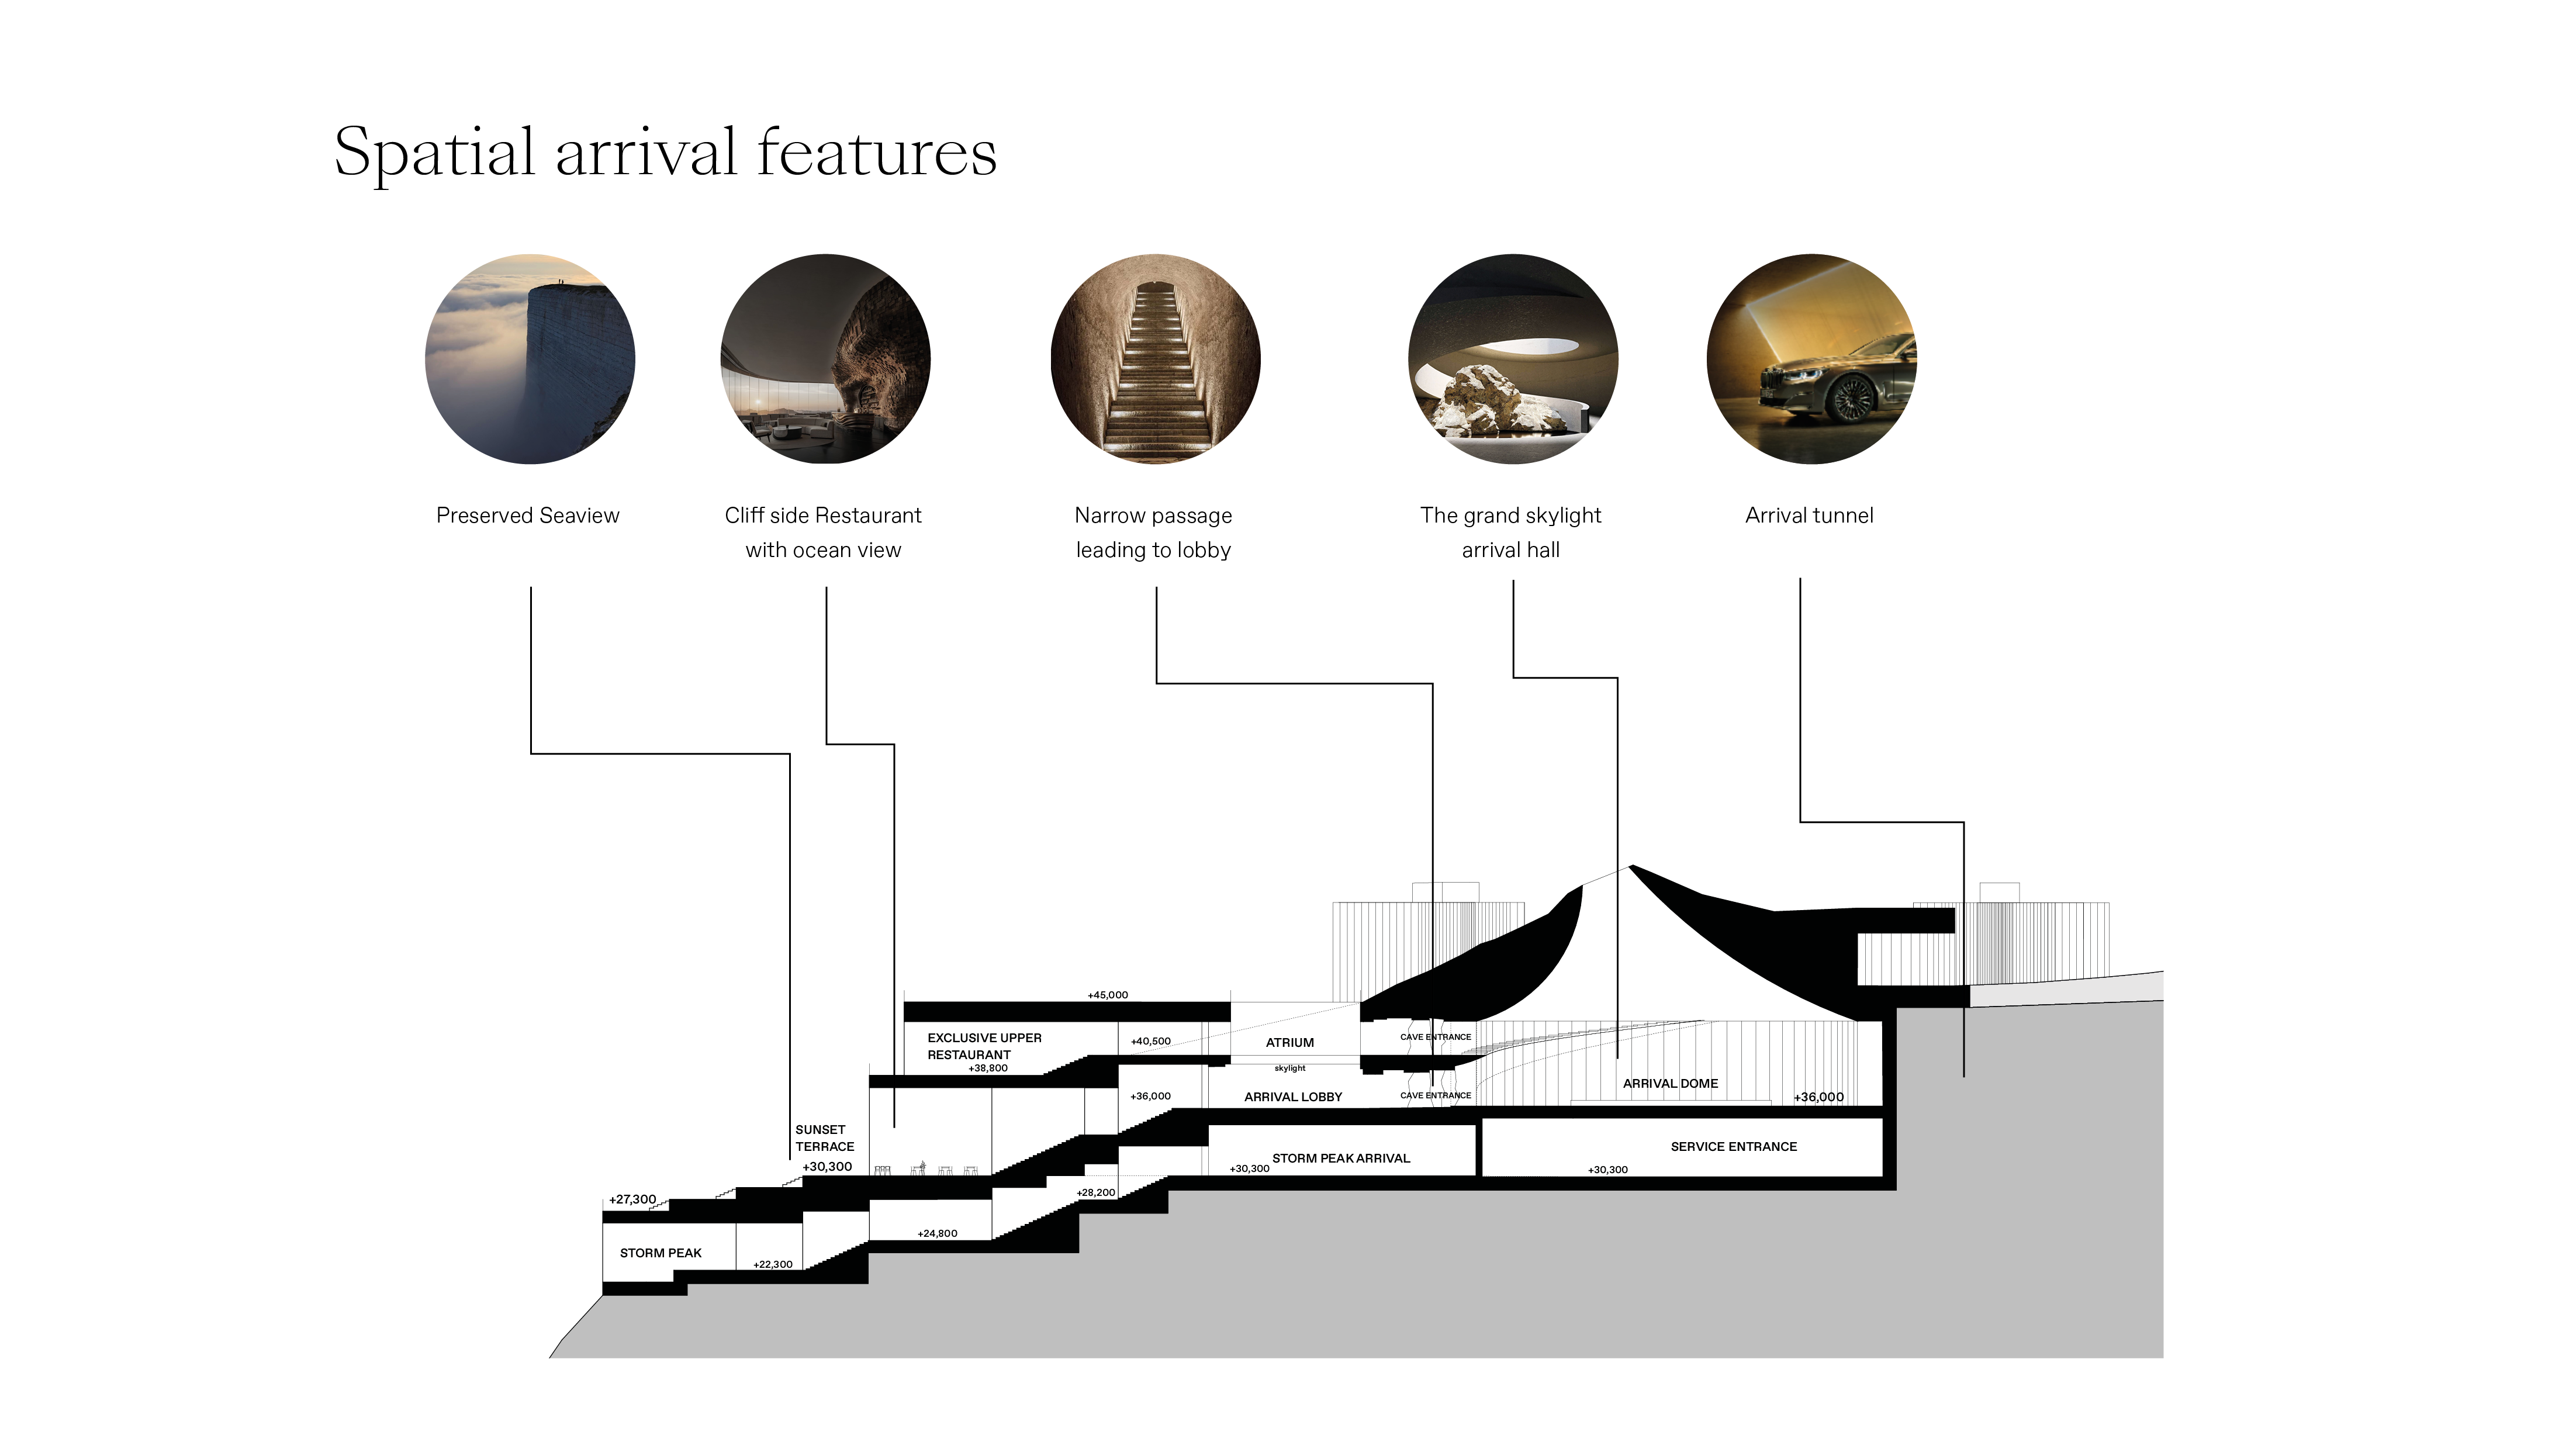 Spatial arrival features
Preserved Seaview
Cliff side Restaurant
with ocean view
Narrow passage
leading to lobby
The grand skylight
arrival hall
Arrival tunnel
+45,000
EXCLUSIVE UPPER
RESTAURANT
+38,800
+40,500
ATRIUM
skylight
CAVE ENTRANCE
+36,000
ARRIVAL LOBBY
CAVE ENTRANCE
ARRIVAL DOME
+36,000
SUNSET
TERRACE
+30,300
STORM PEAK ARRIVAL
+30,300
SERVICE ENTRANCE
+30,300
+27,300
+28,200
+24,800
STORM PEAK
+22,300